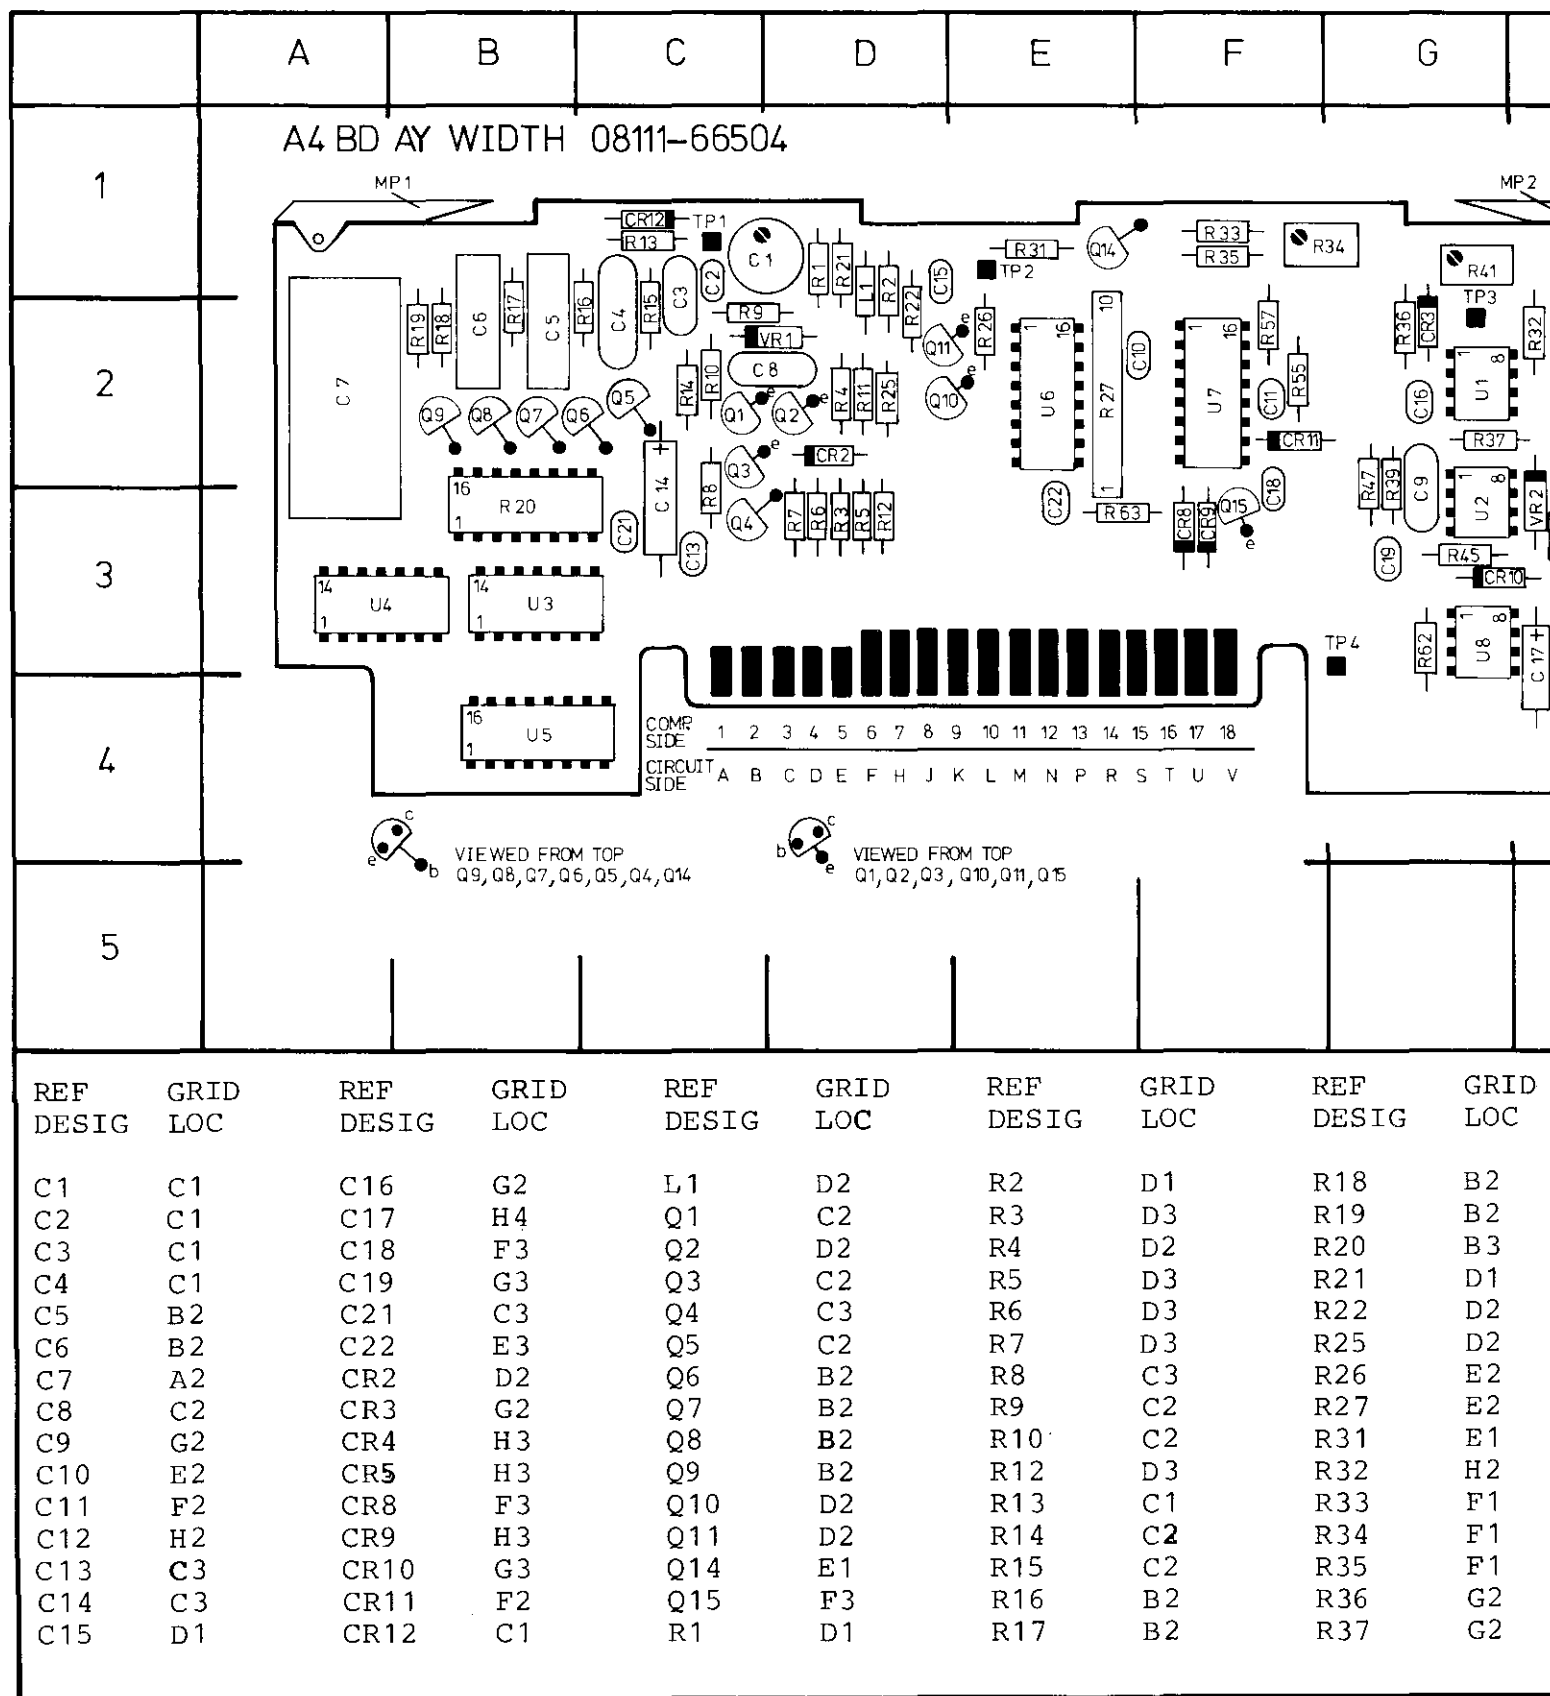 A B C D E F G
A4 BD AY WIDTH 08111-66504
1
MP1 MP2
CR12 TP1 R13 C1 R1 R21 L1 R2 R22 C15 R31 TP2 Q14 R33 R35 R34 R41 TP3
C2 C3 R15 C4 R16 C5 R17 C6 R18 R19 R9 VR1 Q11 e R26 1 16 10 C10 1 16 R57 R36 CR3 R32
2
C7 Q9 Q8 Q7 Q6 Q5 R14 R10 C8 Q1 e Q2 e R4 R11 R25 Q10 e U6 R27 U7 C11 R55 C16 1 8 U1
C14 + R8 Q3 e CR2 CR11 R37
16 R20 1 C21 C13 Q4 R7 R6 R3 R5 R12 C22 1 R63 CR8 CR9 Q15 e C18 R47 R39 C9 1 8 U2 VR2
3
C19 R45 CR10
14 U4 1 14 U3 1
TP4 R62 1 8 U8 C17 +
16 U5 1
4
COMP. SIDE 1 2 3 4 5 6 7 8 9 10 11 12 13 14 15 16 17 18
CIRCUIT SIDE A B C D E F H J K L M N P R S T U V
c e b VIEWED FROM TOP c b e VIEWED FROM TOP
Q9,Q8,Q7,Q6,Q5,Q4,Q14 Q1,Q2,Q3,Q10,Q11,Q15
5
REF GRID REF GRID REF GRID REF GRID REF GRID
DESIG LOC DESIG LOC DESIG LOC DESIG LOC DESIG LOC
C1 C1 C16 G2 L1 D2 R2 D1 R18 B2
C2 C1 C17 H4 Q1 C2 R3 D3 R19 B2
C3 C1 C18 F3 Q2 D2 R4 D2 R20 B3
C4 C1 C19 G3 Q3 C2 R5 D3 R21 D1
C5 B2 C21 C3 Q4 C3 R6 D3 R22 D2
C6 B2 C22 E3 Q5 C2 R7 D3 R25 D2
C7 A2 CR2 D2 Q6 B2 R8 C3 R26 E2
C8 C2 CR3 G2 Q7 B2 R9 C2 R27 E2
C9 G2 CR4 H3 Q8 B2 R10 C2 R31 E1
C10 E2 CR5 H3 Q9 B2 R12 D3 R32 H2
C11 F2 CR8 F3 Q10 D2 R13 C1 R33 F1
C12 H2 CR9 H3 Q11 D2 R14 C2 R34 F1
C13 C3 CR10 G3 Q14 E1 R15 C2 R35 F1
C14 C3 CR11 F2 Q15 F3 R16 B2 R36 G2
C15 D1 CR12 C1 R1 D1 R17 B2 R37 G2